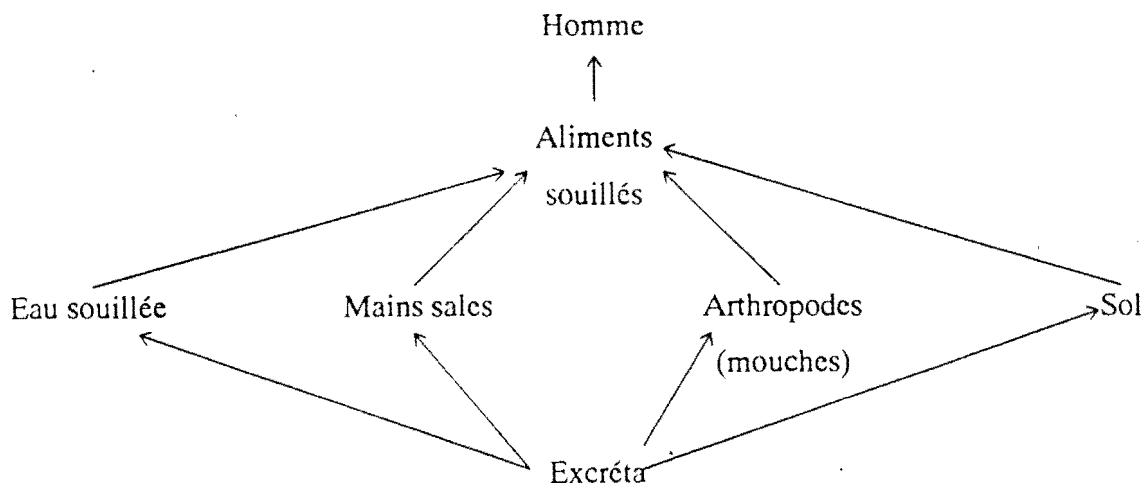 Homme
Aliments
souillés
Eau souillée
Mains sales
Arthropodes
Sol
(mouches)
Excréta